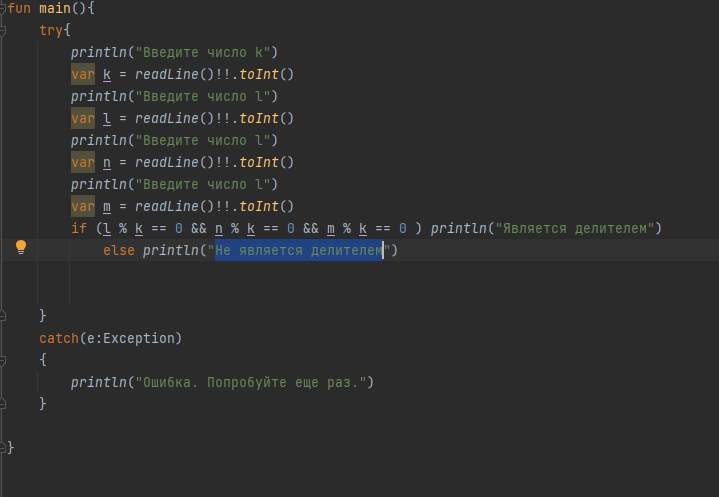 fun main(){
try{
println("Введите число k")
var k = readLine()!!.toInt()
println("Введите число l")
var l = readLine()!!.toInt()
println("Введите число l")
var n = readLine()!!.toInt()
println("Введите число l")
var m = readLine()!!.toInt()
if (l % k == 0 && n % k == 0 && m % k == 0 ) println("Является делителем")
else println("Не является делителем")
}
catch(e:Exception)
{
println("Ошибка. Попробуйте еще раз.")
}
}